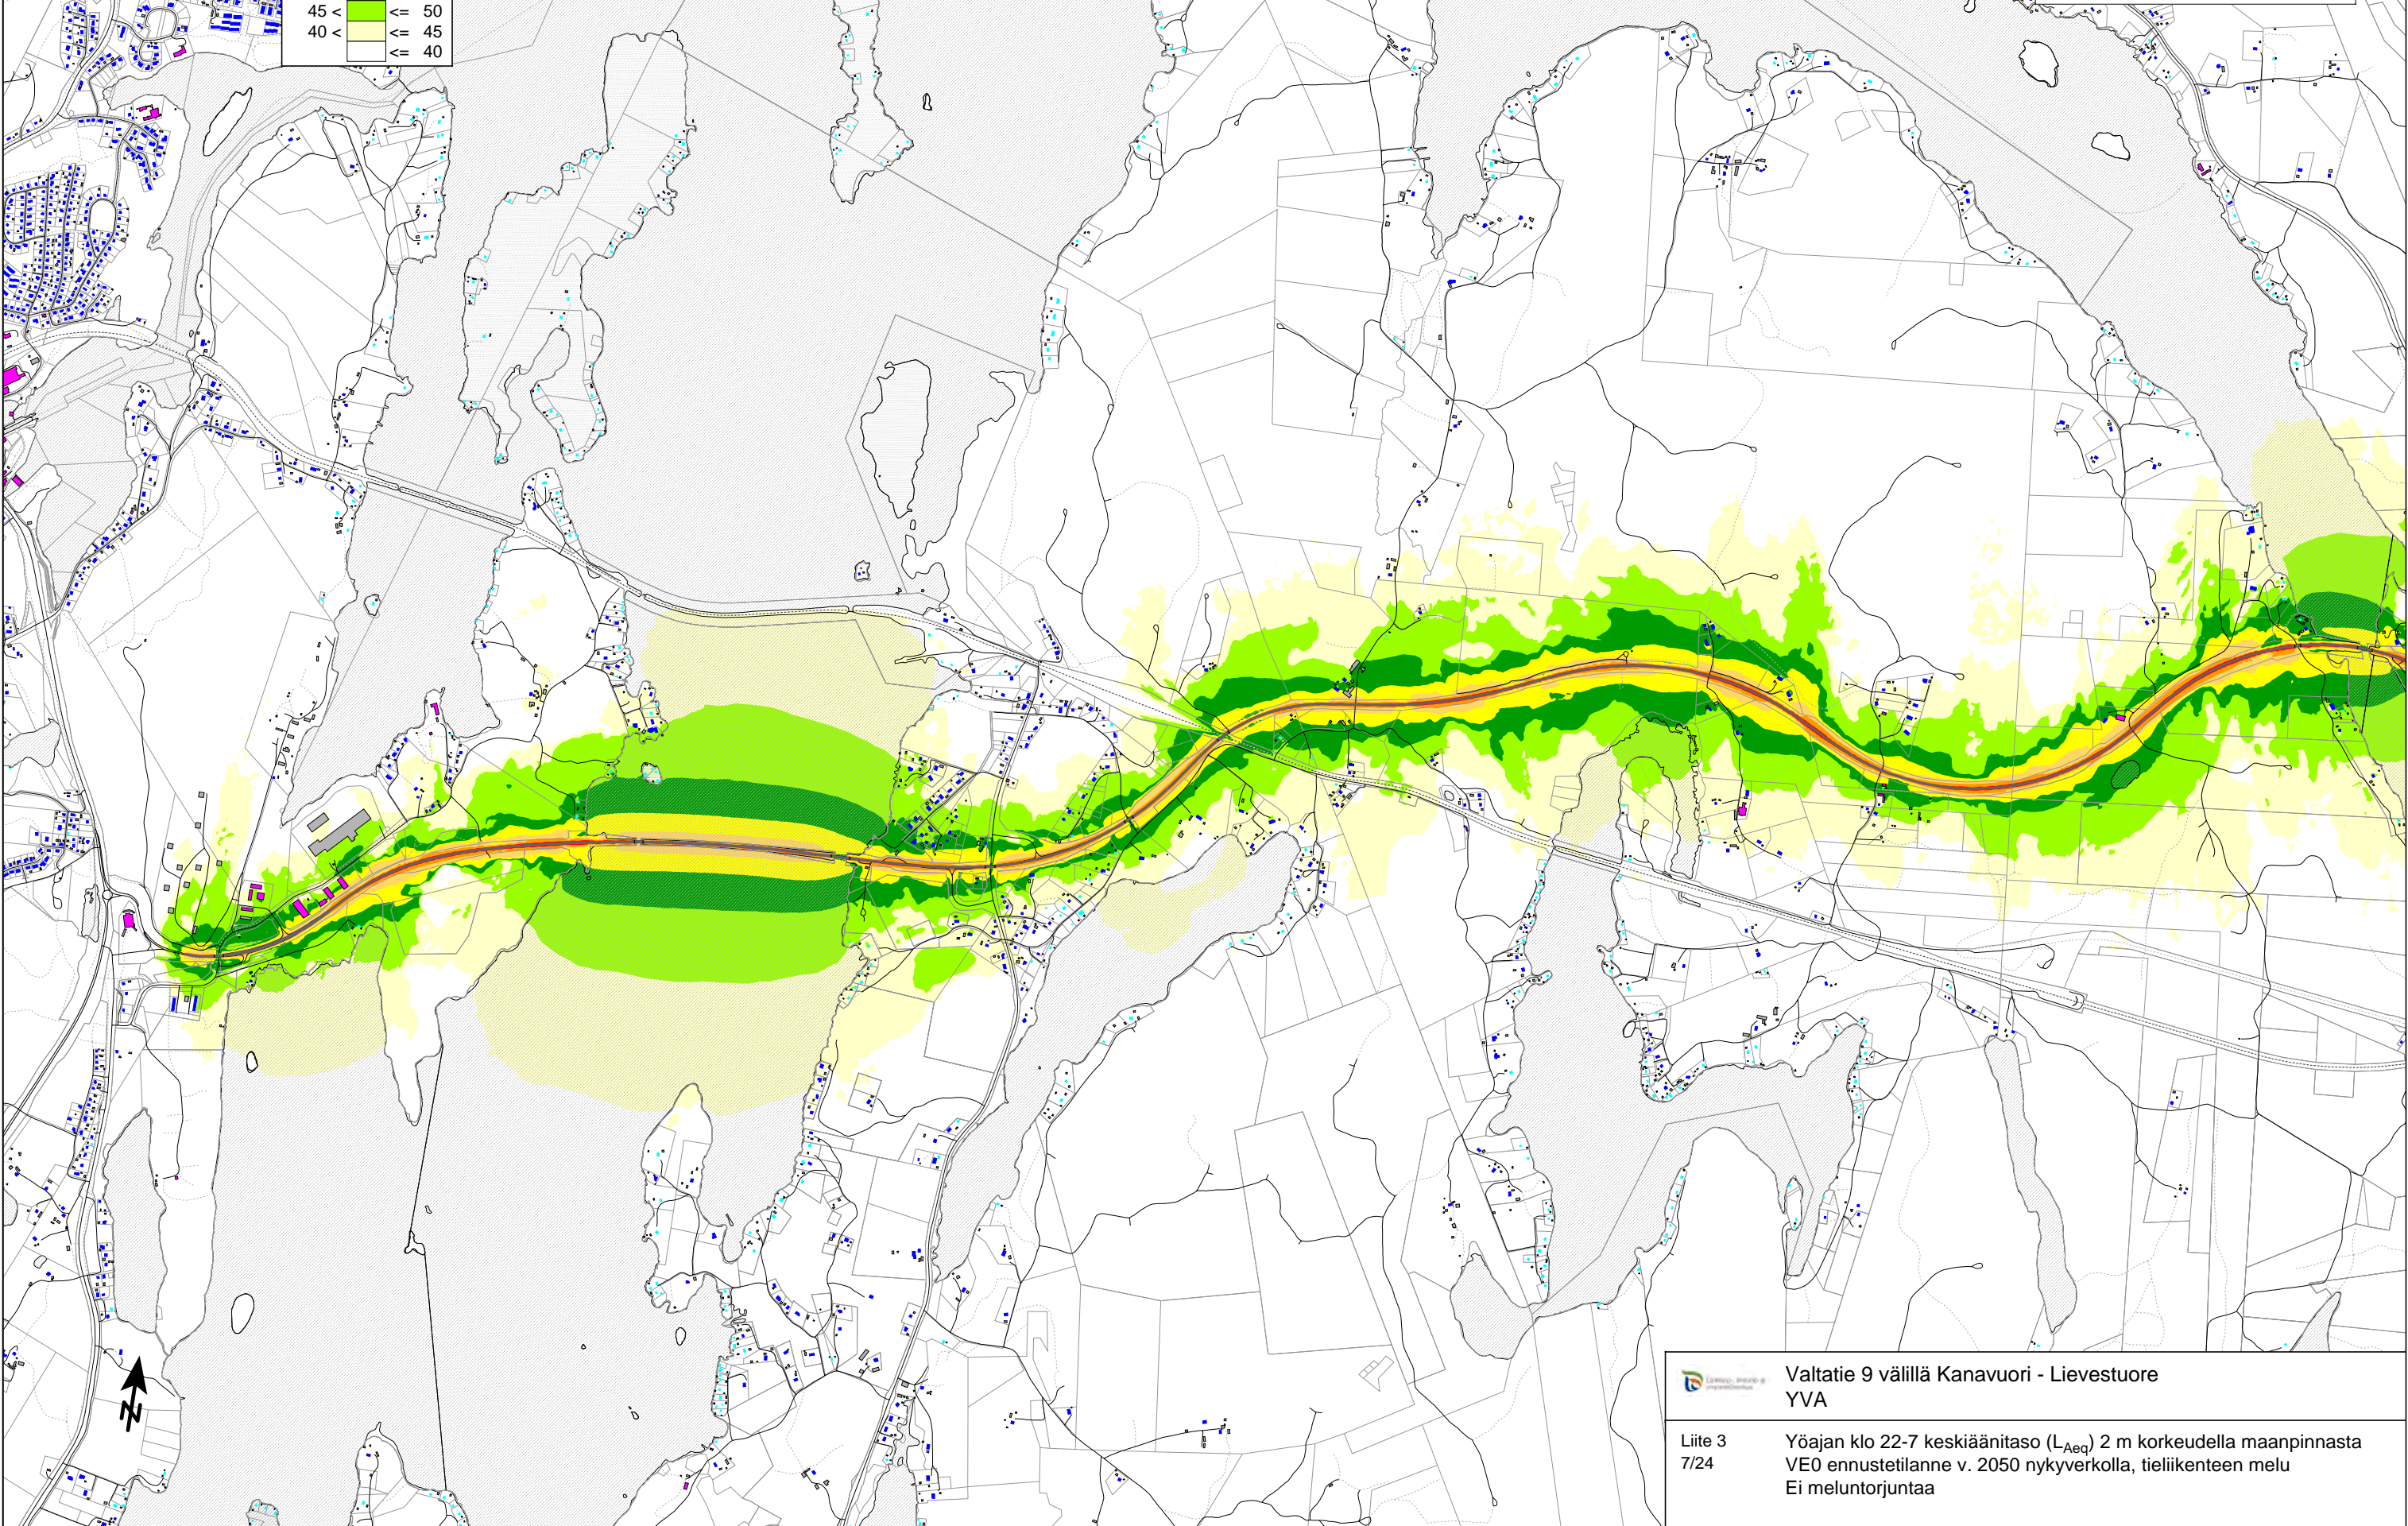 45 < <= 50
40 < <= 45
<= 40
N
Valtatie 9 välillä Kanavuori - Lievestuore
YVA
Liite 3
7/24
Yöajan klo 22-7 keskiäänitaso (LAeq) 2 m korkeudella maanpinnasta
VE0 ennustetilanne v. 2050 nykyverkolla, tieliikenteen melu
Ei meluntorjuntaa